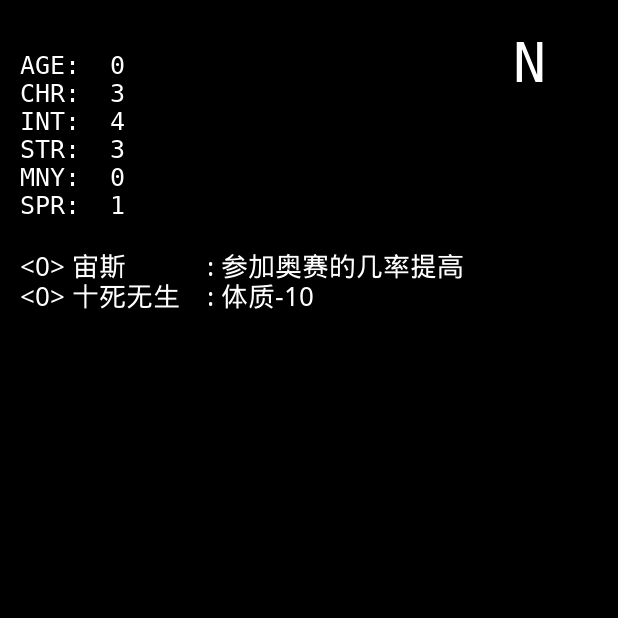 N
AGE: 0
CHR: 3
INT: 4
STR: 3
MNY: 0
SPR: 1
<0> 宙斯 : 参加奥赛的几率提高
<0> 十死无生 : 体质-10